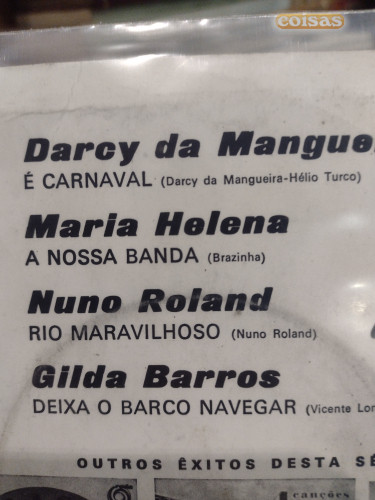 coisas
Darcy da Mangue
É CARNAVAL (Darcy da Mangueira-Hélio Turco)
Maria Helena
A NOSSA BANDA (Brazinha)
Nuno Roland
RIO MARAVILHOSO (Nuno Roland)
Gilda Barros
DEIXA O BARCO NAVEGAR (Vicente Lon
OUTROS ÊXITOS DESTA SÉ
canções